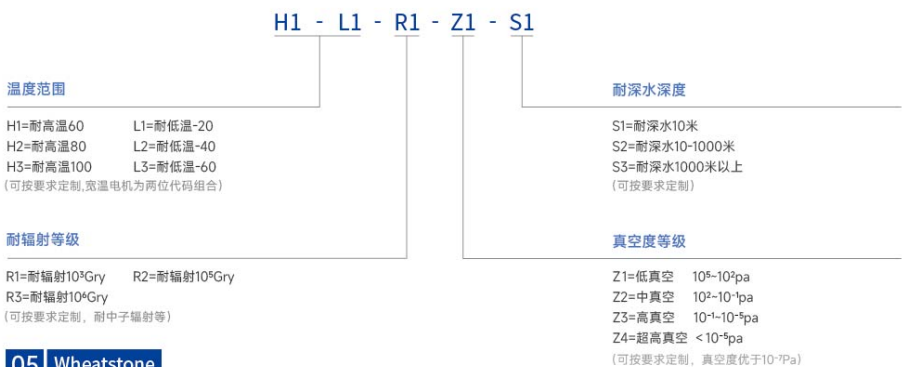 H1 - L1 - R1 - Z1 - S1
温度范围
H1=耐高温60 L1=耐低温-20
H2=耐高温80 L2=耐低温-40
H3=耐高温100 L3=耐低温-60
(可按要求定制,宽温电机为两位代码组合)
耐深水深度
S1=耐深水10米
S2=耐深水10-1000米
S3=耐深水1000米以上
(可按要求定制)
耐辐射等级
R1=耐辐射10³Gry R2=耐辐射10⁵Gry
R3=耐辐射10⁶Gry
(可按要求定制，耐中子辐射等)
真空度等级
Z1=低真空 10⁵~10²pa
Z2=中真空 10²~10⁻¹pa
Z3=高真空 10⁻¹~10⁻⁵pa
Z4=超高真空 <10⁻⁵pa
(可按要求定制，真空度优于10⁻⁷Pa)
05 Wheatstone